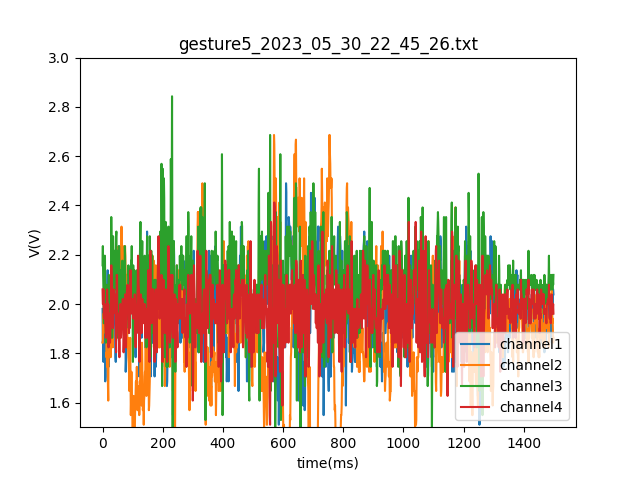 gesture5_2023_05_30_22_45_26.txt
3.0
2.8
2.6
2.4
2.2
2.0
1.8
1.6
V(V)
channel1
channel2
channel3
channel4
0 200 400 600 800 1000 1200 1400
time(ms)